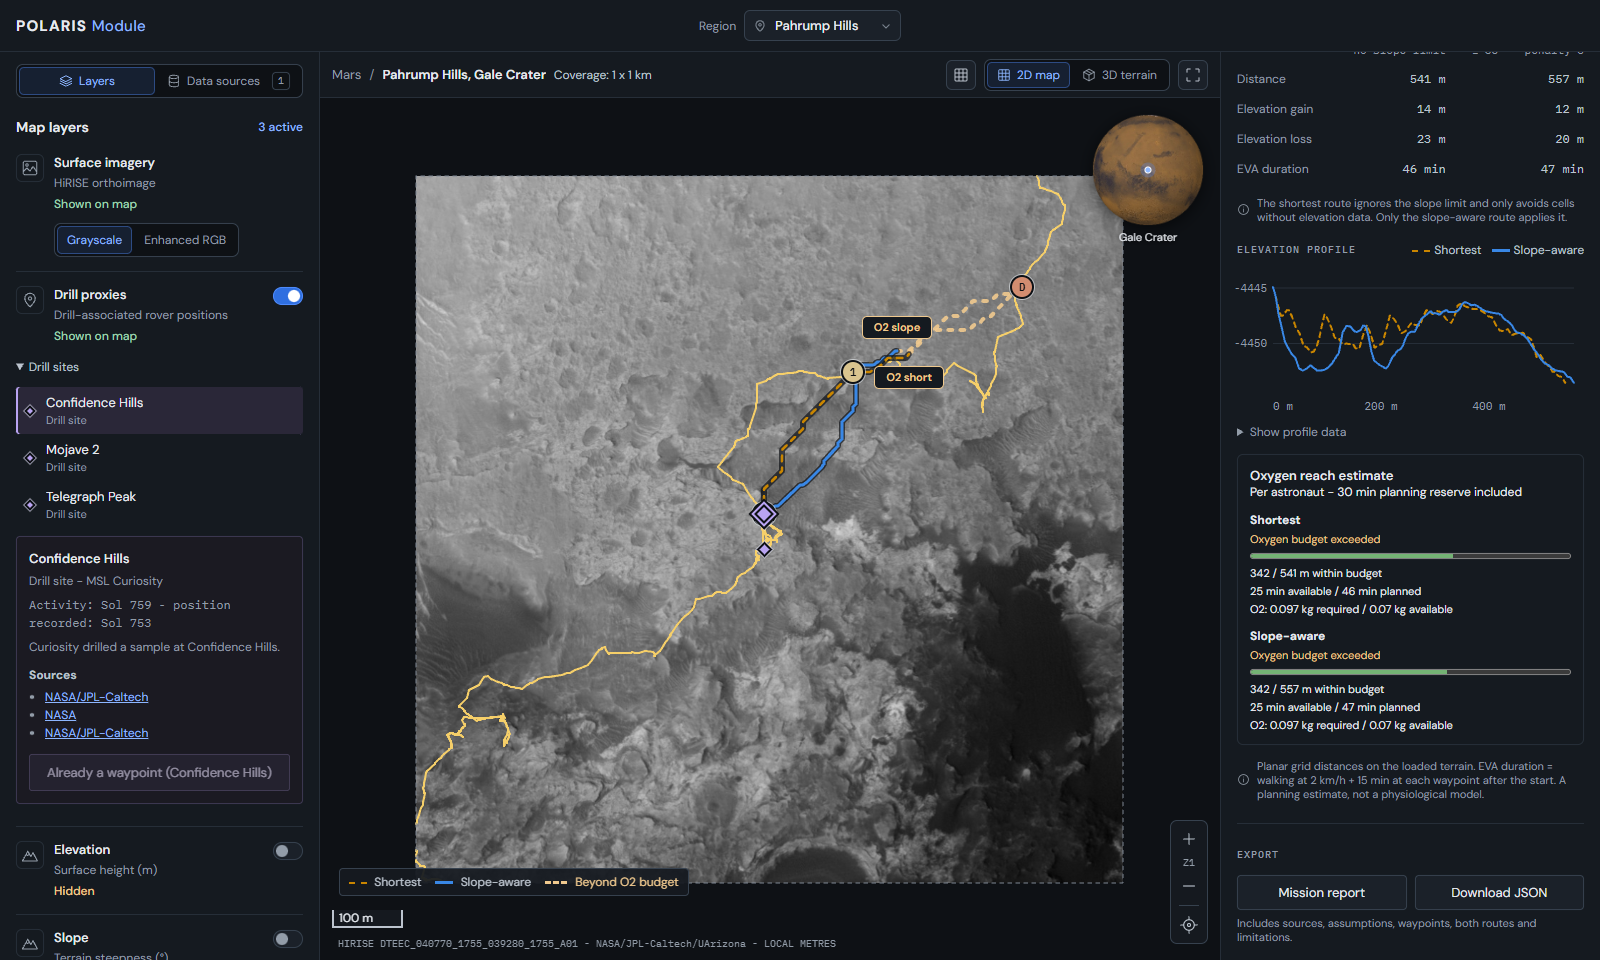 POLARIS Module
Region
Pahrump Hills
Layers
Data sources 1
Map layers
3 active
Surface imagery
HiRISE orthoimage
Shown on map
Grayscale
Enhanced RGB
Drill proxies
Drill-associated rover positions
Shown on map
▼ Drill sites
Confidence Hills
Drill site
Mojave 2
Drill site
Telegraph Peak
Drill site
Confidence Hills
Drill site – MSL Curiosity
Activity: Sol 759 - position
recorded: Sol 753
Curiosity drilled a sample at Confidence Hills.
Sources
• NASA/JPL-Caltech
• NASA
• NASA/JPL-Caltech
Already a waypoint (Confidence Hills)
Elevation
Surface height (m)
Hidden
Slope
Terrain steepness (°)
Mars / Pahrump Hills, Gale Crater Coverage: 1 x 1 km
2D map
3D terrain
Gale Crater
D
O2 slope
1
O2 short
Shortest
Slope-aware
Beyond O2 budget
100 m
HIRISE DTEEC_040770_1755_039280_1755_A01 - NASA/JPL-Caltech/UArizona - LOCAL METRES
+
Z1
−
Distance 541 m 557 m
Elevation gain 14 m 12 m
Elevation loss 23 m 20 m
EVA duration 46 min 47 min
The shortest route ignores the slope limit and only avoids cells
without elevation data. Only the slope-aware route applies it.
ELEVATION PROFILE
Shortest
Slope-aware
-4445
-4450
0 m 200 m 400 m
▶ Show profile data
Oxygen reach estimate
Per astronaut – 30 min planning reserve included
Shortest
Oxygen budget exceeded
342 / 541 m within budget
25 min available / 46 min planned
O2: 0.097 kg required / 0.07 kg available
Slope-aware
Oxygen budget exceeded
342 / 557 m within budget
25 min available / 47 min planned
O2: 0.097 kg required / 0.07 kg available
Planar grid distances on the loaded terrain. EVA duration =
walking at 2 km/h + 15 min at each waypoint after the start. A
planning estimate, not a physiological model.
EXPORT
Mission report
Download JSON
Includes sources, assumptions, waypoints, both routes and
limitations.